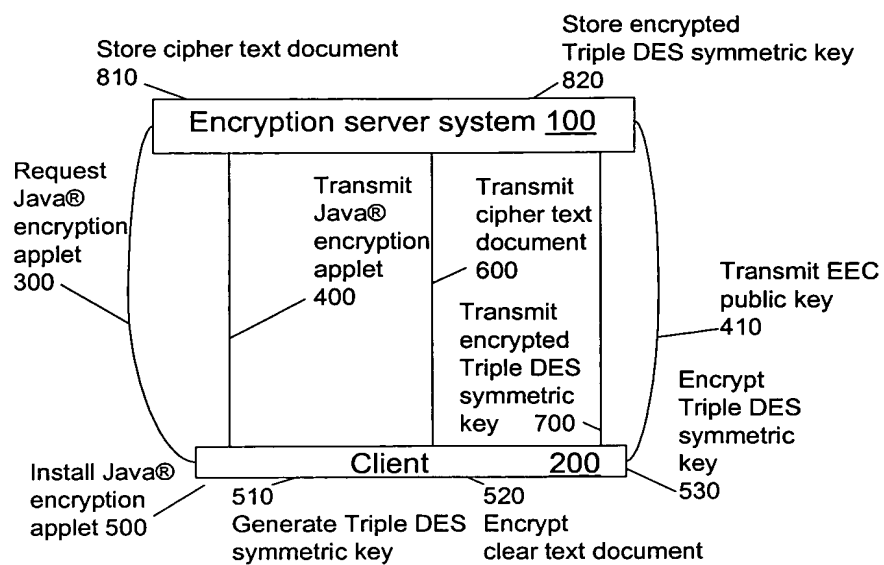 Store cipher text document
810
Store encrypted
Triple DES symmetric key
820
Encryption server system 100
Request
Java®
encryption
applet
300
Transmit
Java®
encryption
applet
400
Transmit
cipher text
document
600
Transmit
encrypted
Triple DES
symmetric
key 700
Transmit EEC
public key
410
Encrypt
Triple DES
symmetric
key
530
Client 200
Install Java®
encryption
applet 500
510
Generate Triple DES
symmetric key
520
Encrypt
clear text document